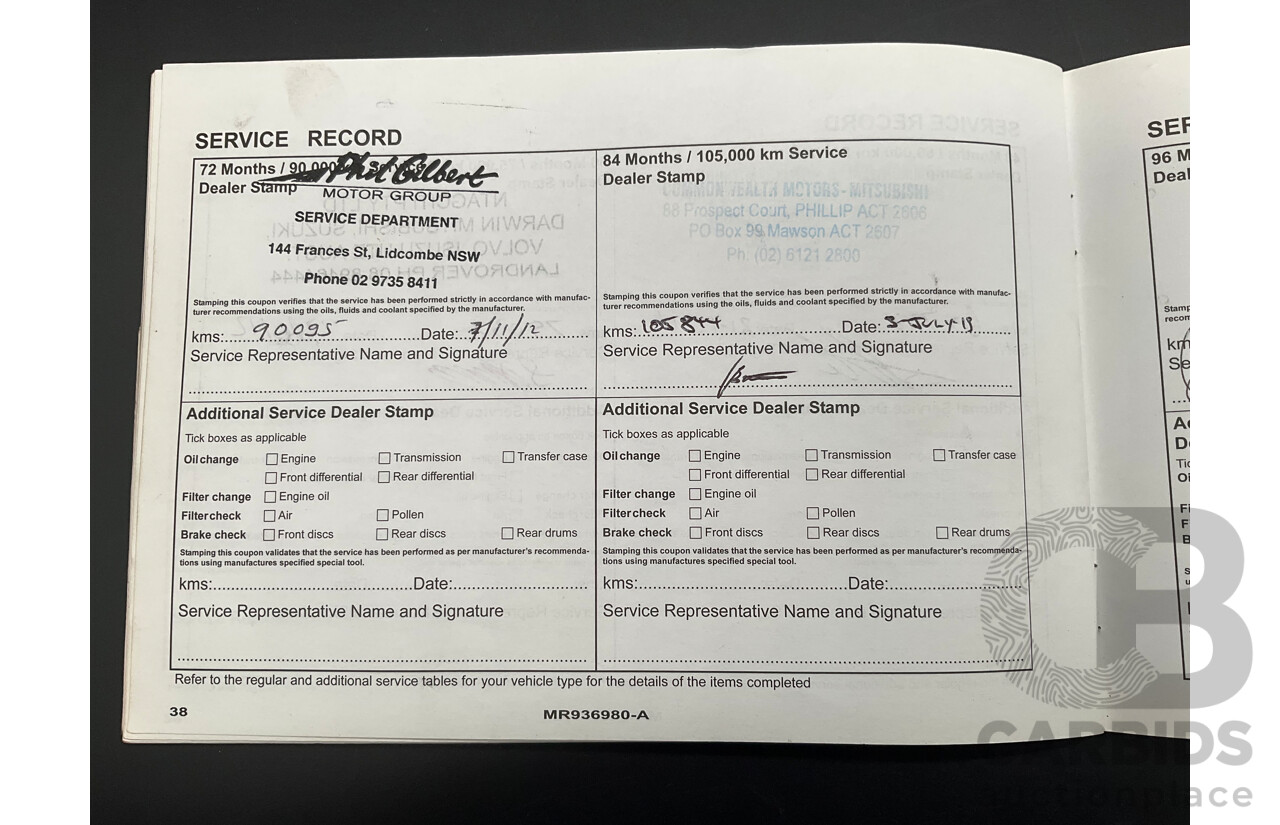 SERVICE RECORD
72 Months / 90,000 Service
Dealer Stamp
Phil Gilbert
MOTOR GROUP
SERVICE DEPARTMENT
144 Frances St, Lidcombe NSW
Phone 02 9735 8411
Stamping this coupon verifies that the service has been performed strictly in accordance with manufac-
turer recommendations using the oils, fluids and coolant specified by the manufacturer.
kms: 90095 Date: 7/11/12
Service Representative Name and Signature
Additional Service Dealer Stamp
Tick boxes as applicable
Oil change Engine Transmission Transfer case
Front differential Rear differential
Filter change Engine oil
Filter check Air Pollen
Brake check Front discs Rear discs Rear drums
Stamping this coupon validates that the service has been performed as per manufacturer's recommenda-
tions using manufactures specified special tool.
kms: Date:
Service Representative Name and Signature
84 Months / 105,000 km Service
Dealer Stamp
COMMONWEALTH MOTORS - MITSUBISHI
88 Prospect Court, PHILLIP ACT 2606
PO Box 99 Mawson ACT 2607
Ph. (02) 6121 2800
Stamping this coupon verifies that the service has been performed strictly in accordance with manufac-
turer recommendations using the oils, fluids and coolant specified by the manufacturer.
kms: 105844 Date: 3-JULY 13
Service Representative Name and Signature
Additional Service Dealer Stamp
Tick boxes as applicable
Oil change Engine Transmission Transfer case
Front differential Rear differential
Filter change Engine oil
Filter check Air Pollen
Brake check Front discs Rear discs Rear drums
Stamping this coupon validates that the service has been performed as per manufacturer's recommenda-
tions using manufactures specified special tool.
kms: Date:
Service Representative Name and Signature
Refer to the regular and additional service tables for your vehicle type for the details of the items completed
38
MR936980-A
96 M
CARBIDS
auctionplace